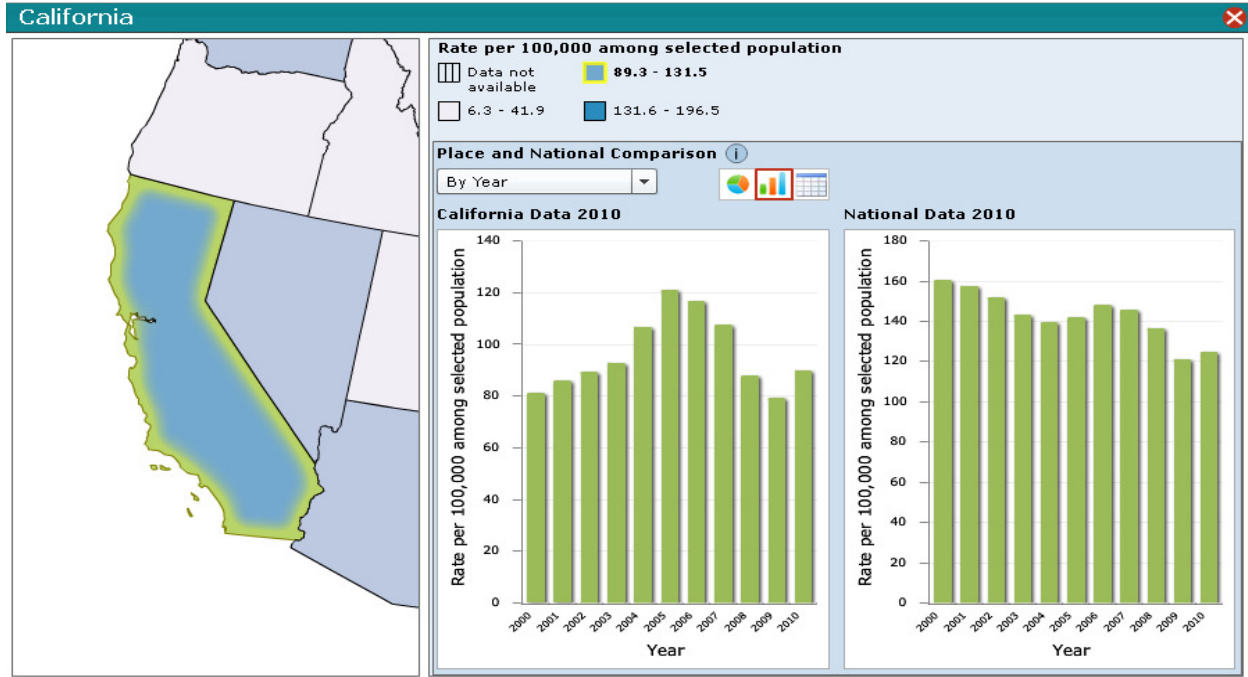 California
Rate per 100,000 among selected population
Data not
available
89.3 - 131.5
6.3 - 41.9
131.6 - 196.5
Place and National Comparison i
By Year
California Data 2010
Rate per 100,000 among selected population
140
120
100
80
60
40
20
0
2000 2001 2002 2003 2004 2005 2006 2007 2008 2009 2010
Year
National Data 2010
Rate per 100,000 among selected population
180
160
140
120
100
80
60
40
20
0
2000 2001 2002 2003 2004 2005 2006 2007 2008 2009 2010
Year